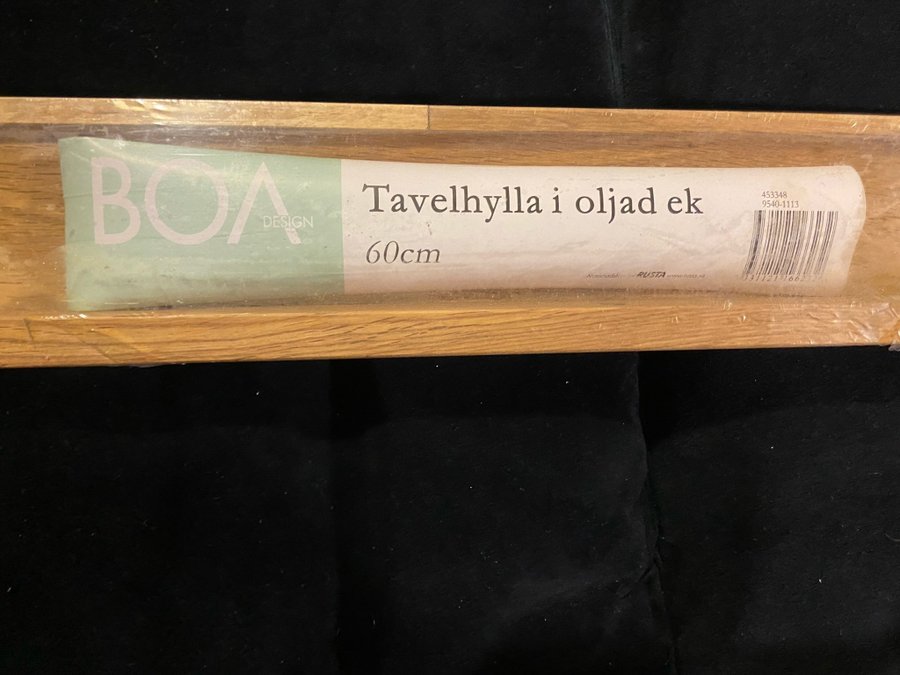 BOA
DESIGN
Tavelhylla i oljad ek
60cm
453348
9540-1113
RUSTA